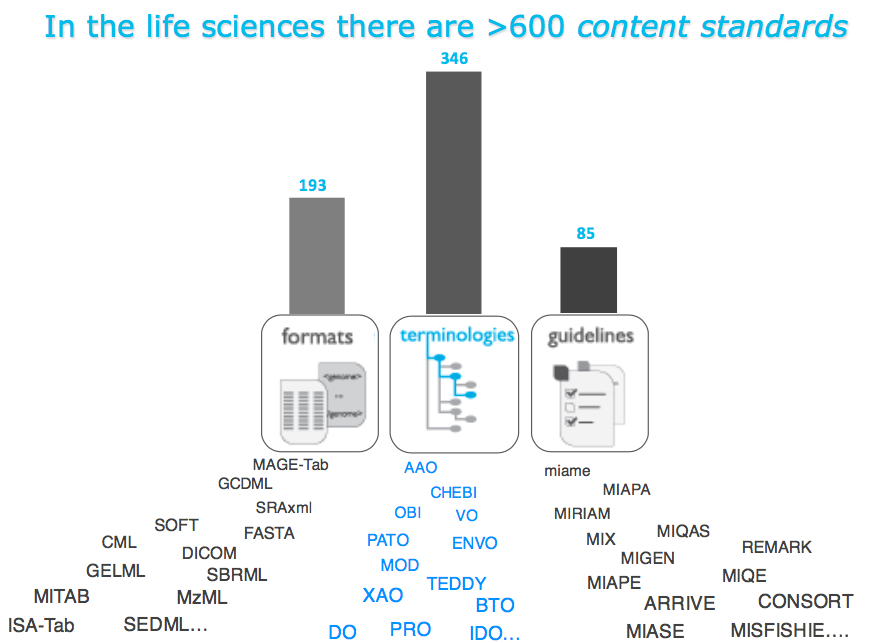 In the life sciences there are >600 content standards
346
193
85
formats
terminologies
guidelines
<genome>
...
/genome>
MAGE-Tab
GCDML
SRAxml
SOFT
FASTA
CML
DICOM
GELML
SBRML
MITAB
MzML
ISA-Tab
SEDML...
AAO
CHEBI
OBI
VO
PATO
ENVO
MOD
TEDDY
XAO
BTO
DO
PRO
IDO...
miame
MIAPA
MIRIAM
MIX
MIQAS
REMARK
MIGEN
MIAPE
MIQE
ARRIVE
CONSORT
MIASE
MISFISHIE....